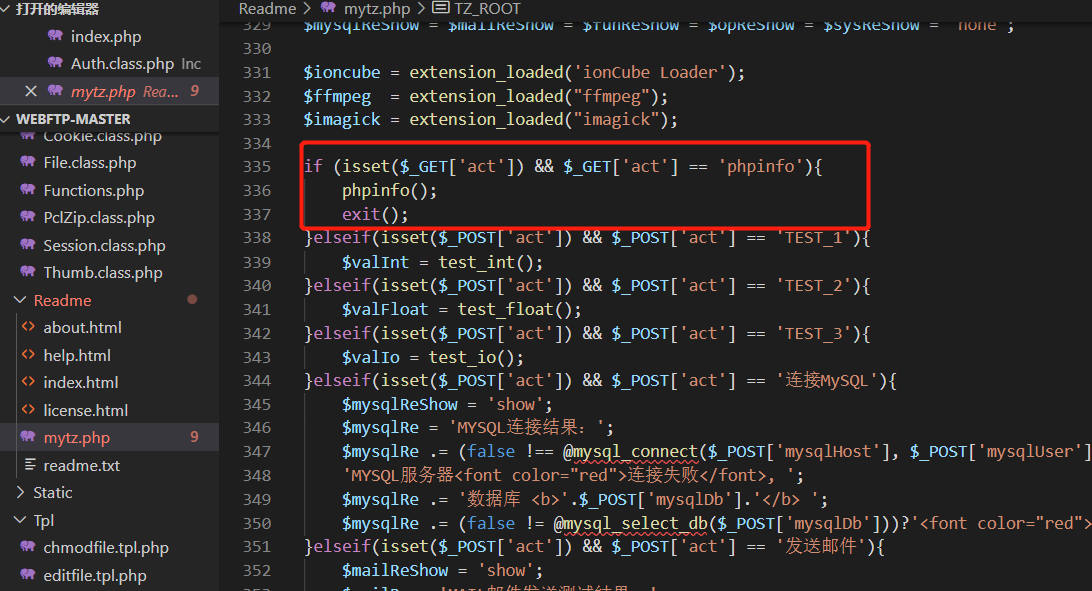 打开的编辑器
index.php
Auth.class.php Inc
mytz.php Rea... 9
WEBFTP-MASTER
Cookie.class.php
File.class.php
Functions.php
PclZip.class.php
Session.class.php
Thumb.class.php
Readme
about.html
help.html
index.html
license.html
mytz.php 9
readme.txt
Static
Tpl
chmodfile.tpl.php
editfile.tpl.php
Readme > mytz.php > TZ_ROOT
329 $mysqlReShow = $mailReShow = $funReShow = $opReShow = $sysReShow = "none";
330
331 $ioncube = extension_loaded('ionCube Loader');
332 $ffmpeg  = extension_loaded("ffmpeg");
333 $imagick = extension_loaded("imagick");
334
335 if (isset($_GET['act']) && $_GET['act'] == 'phpinfo'){
336     phpinfo();
337     exit();
338 }elseif(isset($_POST['act']) && $_POST['act'] == 'TEST_1'){
339     $valInt = test_int();
340 }elseif(isset($_POST['act']) && $_POST['act'] == 'TEST_2'){
341     $valFloat = test_float();
342 }elseif(isset($_POST['act']) && $_POST['act'] == 'TEST_3'){
343     $valIo = test_io();
344 }elseif(isset($_POST['act']) && $_POST['act'] == '连接MySQL'){
345     $mysqlReShow = 'show';
346     $mysqlRe = 'MYSQL连接结果：';
347     $mysqlRe .= (false !== @mysql_connect($_POST['mysqlHost'], $_POST['mysqlUser']
348     'MYSQL服务器<font color="red">连接失败</font>, ';
349     $mysqlRe .= '数据库 <b>'.$_POST['mysqlDb'].'</b> ';
350     $mysqlRe .= (false != @mysql_select_db($_POST['mysqlDb']))?'<font color="red">
351 }elseif(isset($_POST['act']) && $_POST['act'] == '发送邮件'){
352     $mailReShow = 'show';